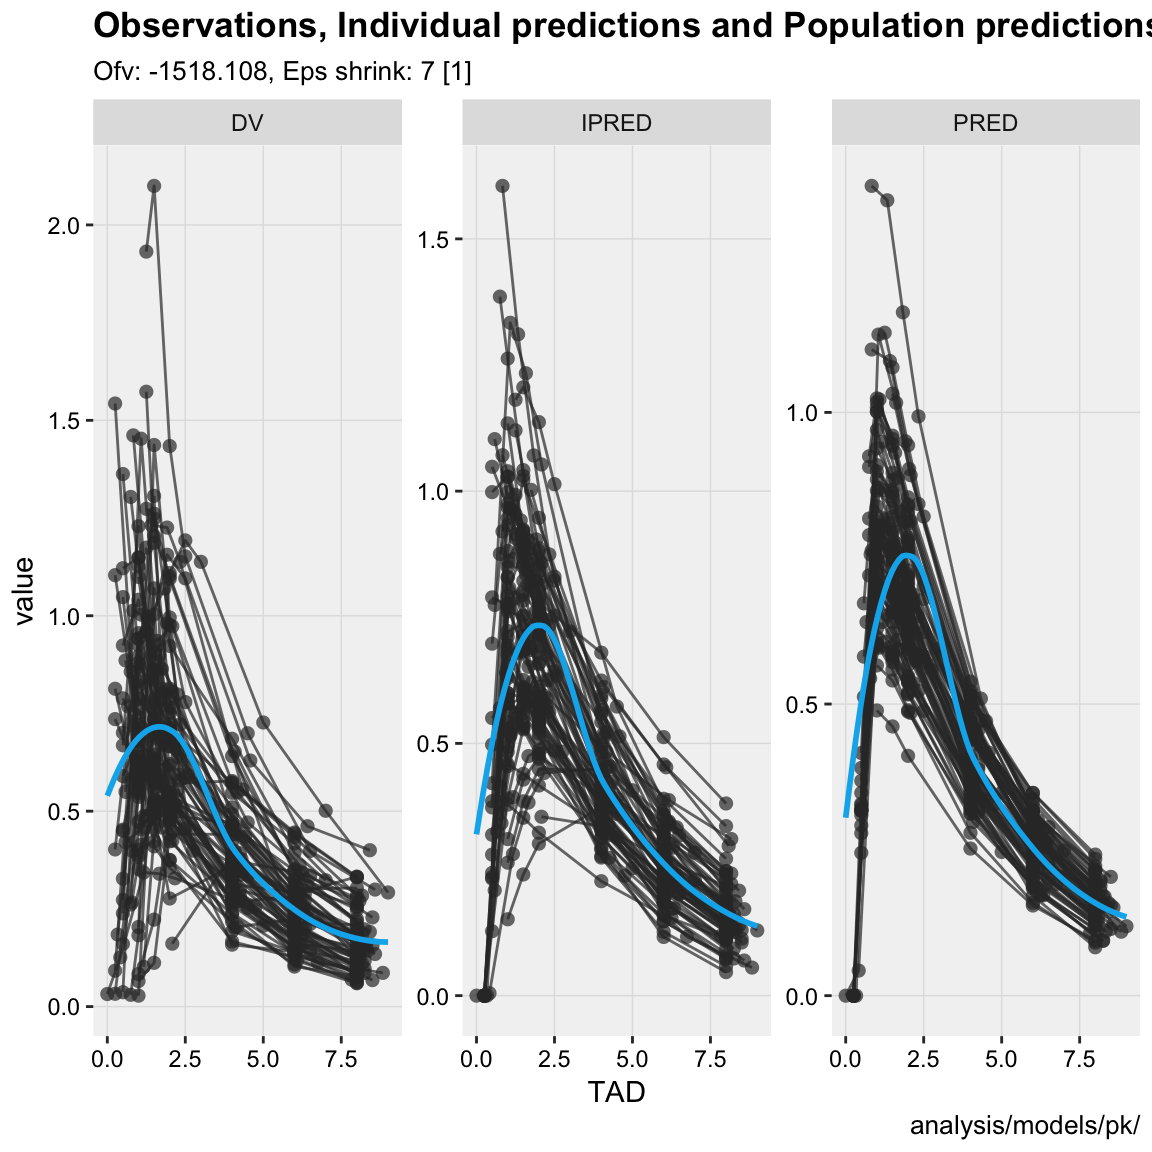 Observations, Individual predictions and Population predictions
Ofv: -1518.108, Eps shrink: 7 [1]
DV
IPRED
PRED
value
2.0
1.5
1.0
0.5
0.0
1.5
1.0
0.5
0.0
1.0
0.5
0.0
0.0 2.5 5.0 7.5
0.0 2.5 5.0 7.5
0.0 2.5 5.0 7.5
TAD
analysis/models/pk/